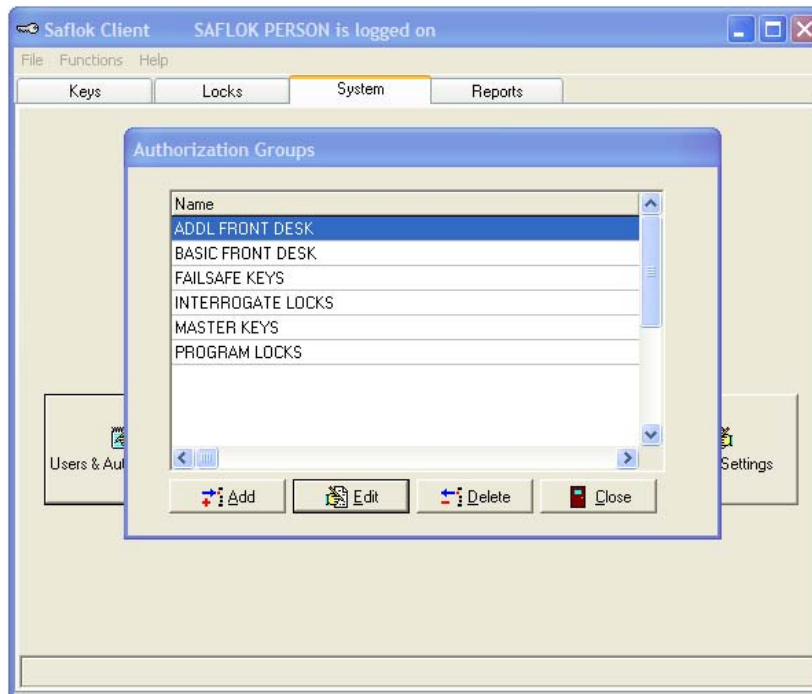 Saflok Client SAFLOK PERSON is logged on
File Functions Help
Keys Locks System Reports
Authorization Groups
Name
ADDL FRONT DESK
BASIC FRONT DESK
FAILSAFE KEYS
INTERROGATE LOCKS
MASTER KEYS
PROGRAM LOCKS
Users & Aut
Settings
Add Edit Delete Close